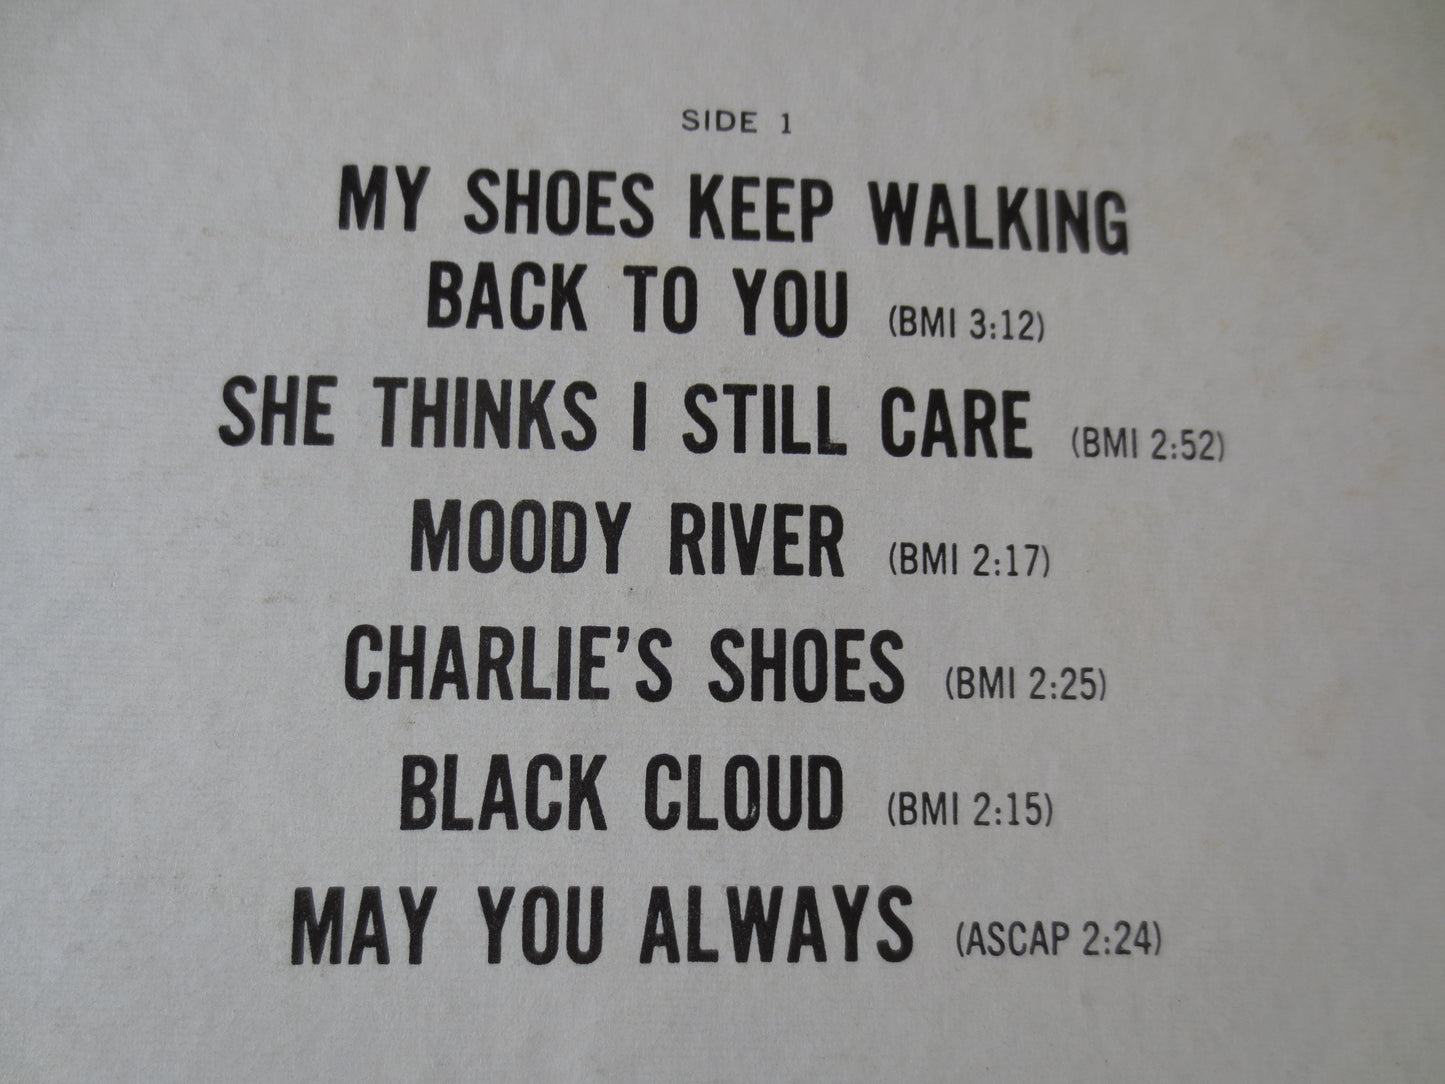 SIDE 1
MY SHOES KEEP WALKING
BACK TO YOU (BMI 3:12)
SHE THINKS I STILL CARE (BMI 2:52)
MOODY RIVER (BMI 2:17)
CHARLIE'S SHOES (BMI 2:25)
BLACK CLOUD (BMI 2:15)
MAY YOU ALWAYS (ASCAP 2:24)